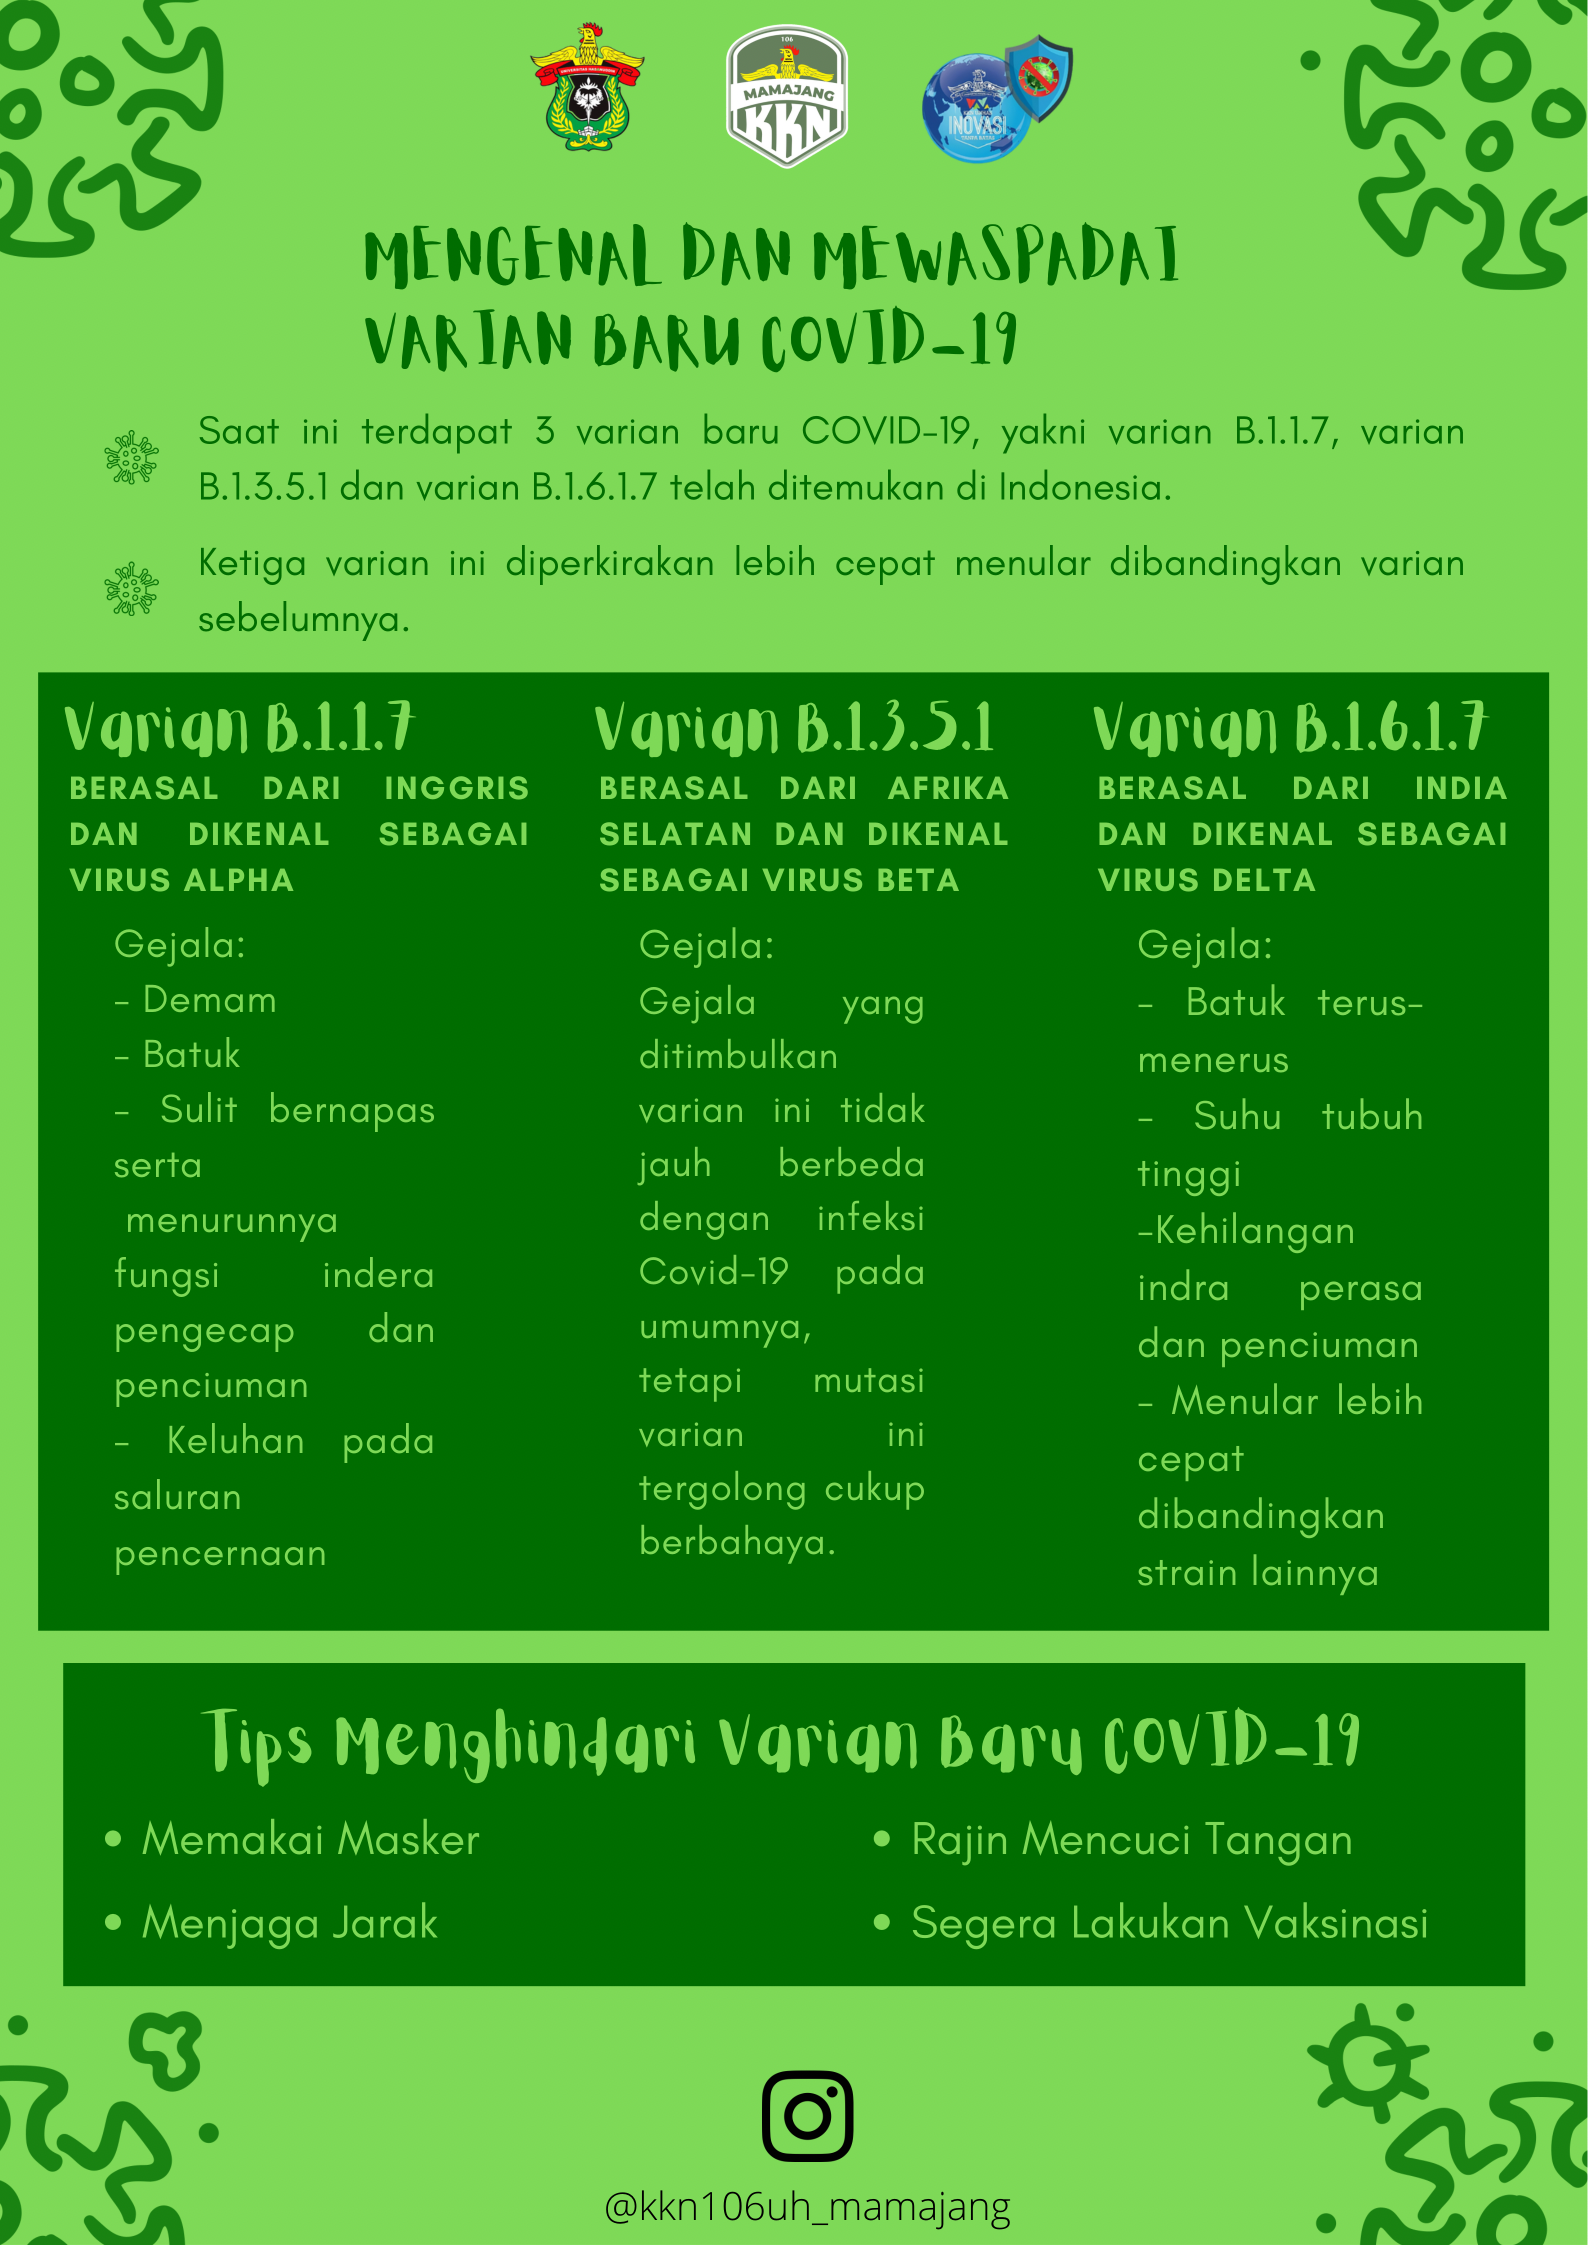 UNIVERSITAS HASANUDDIN
106
MAMAJANG
KKN
INOVASI
MENGENAL DAN MEWASPADAI
VARIAN BARU COVID-19
Saat ini terdapat 3 varian baru COVID-19, yakni varian B.1.1.7, varian
B.1.3.5.1 dan varian B.1.6.1.7 telah ditemukan di Indonesia.
Ketiga varian ini diperkirakan lebih cepat menular dibandingkan varian
sebelumnya.
Varian B.1.1.7
BERASAL DARI INGGRIS
DAN DIKENAL SEBAGAI
VIRUS ALPHA
Gejala:
- Demam
- Batuk
- Sulit bernapas
serta
menurunnya
fungsi indera
pengecap dan
penciuman
- Keluhan pada
saluran
pencernaan
Varian B.1.3.5.1
BERASAL DARI AFRIKA
SELATAN DAN DIKENAL
SEBAGAI VIRUS BETA
Gejala:
Gejala yang
ditimbulkan
varian ini tidak
jauh berbeda
dengan infeksi
Covid-19 pada
umumnya,
tetapi mutasi
varian ini
tergolong cukup
berbahaya.
Varian B.1.6.1.7
BERASAL DARI INDIA
DAN DIKENAL SEBAGAI
VIRUS DELTA
Gejala:
- Batuk terus-
menerus
- Suhu tubuh
tinggi
-Kehilangan
indra perasa
dan penciuman
- Menular lebih
cepat
dibandingkan
strain lainnya
Tips Menghindari Varian Baru COVID-19
• Memakai Masker
• Menjaga Jarak
• Rajin Mencuci Tangan
• Segera Lakukan Vaksinasi
@kkn106uh_mamajang